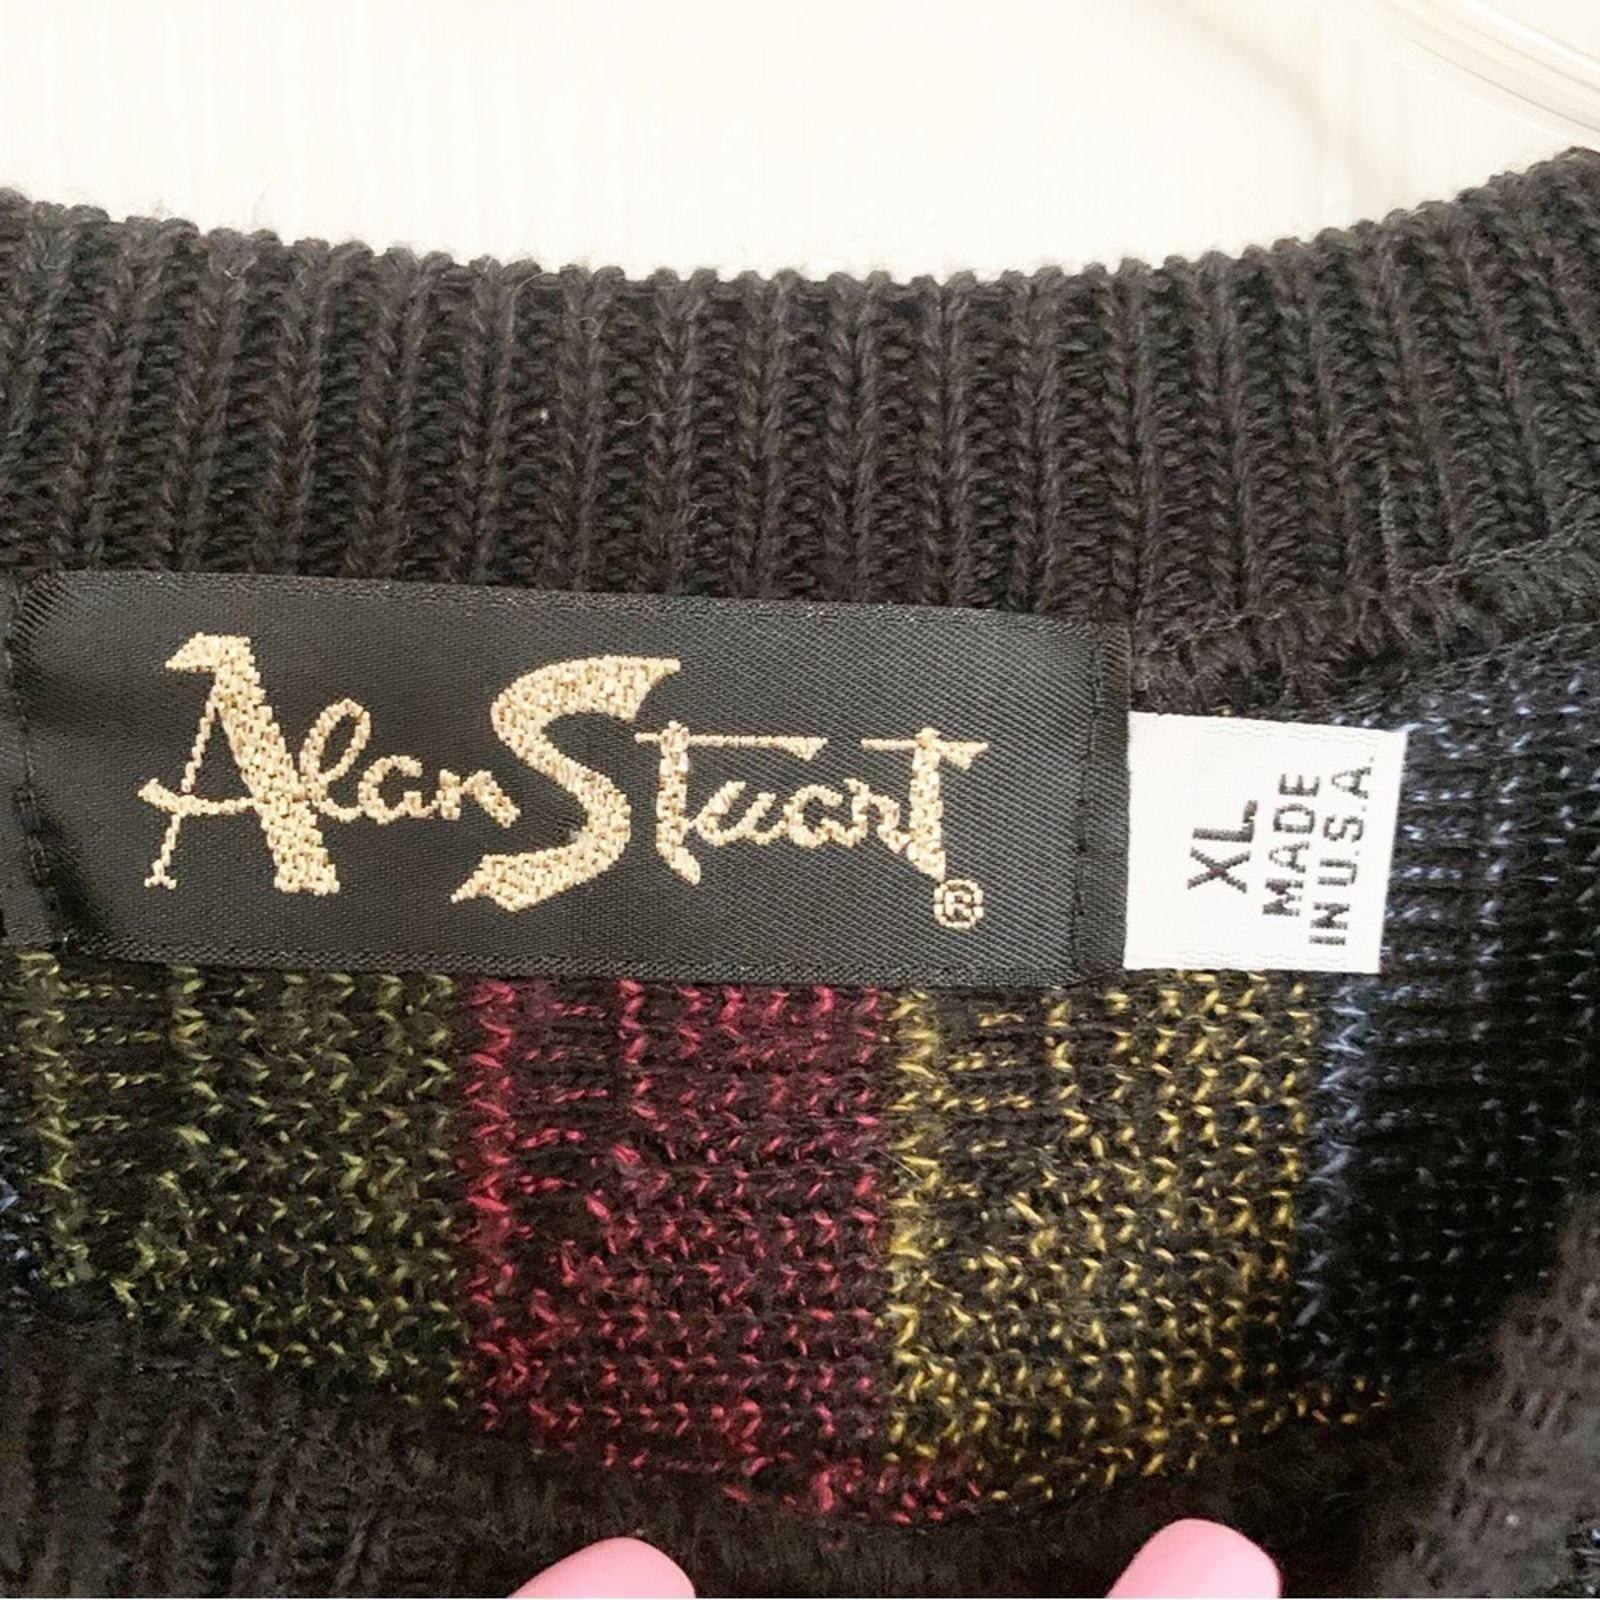 Alan Stuart ®
XL
MADE
IN U.S.A.